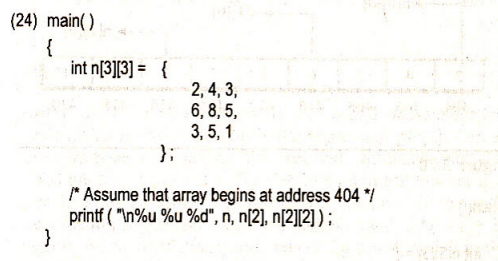 (24) main( )
{
int n[3][3] = {
2, 4, 3,
6, 8, 5,
3, 5, 1
} ;
/* Assume that array begins at address 404 */
printf ( "\n%u %u %d", n, n[2], n[2][2] ) ;
}